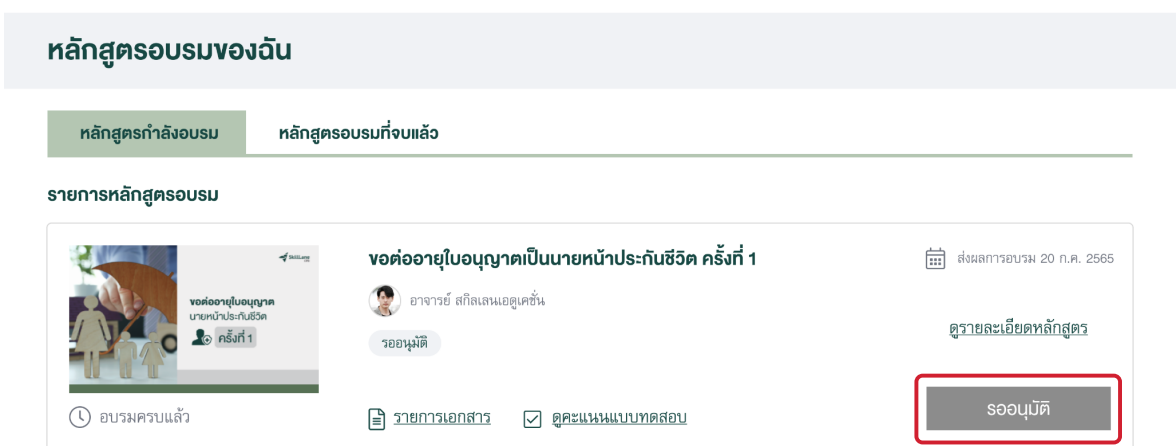 หลักสูตรอบรมของฉัน
หลักสูตรกำลังอบรม
หลักสูตรอบรมที่จบแล้ว
รายการหลักสูตรอบรม
SkillLane
ขอต่ออายุใบอนุญาต
นายหน้าประกันชีวิต
ครั้งที่ 1
อบรมครบแล้ว
ขอต่ออายุใบอนุญาตเป็นนายหน้าประกันชีวิต ครั้งที่ 1
อาจารย์ สกิลเลนเอดูเคชั่น
รออนุมัติ
รายการเอกสาร
ดูคะแนนแบบทดสอบ
ส่งผลการอบรม 20 ก.ค. 2565
ดูรายละเอียดหลักสูตร
รออนุมัติ